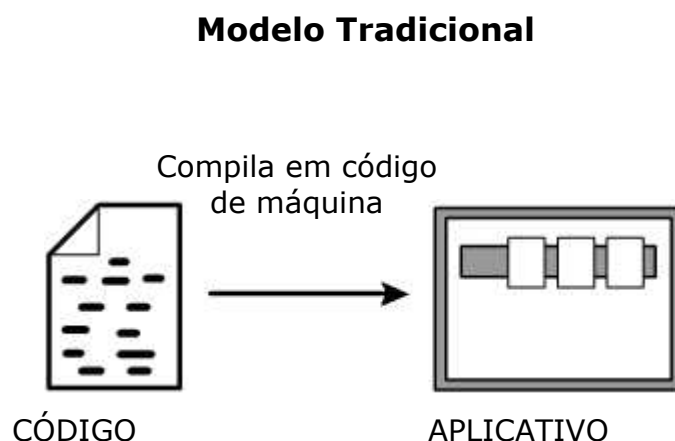 Modelo Tradicional
Compila em código
de máquina
CÓDIGO
APLICATIVO